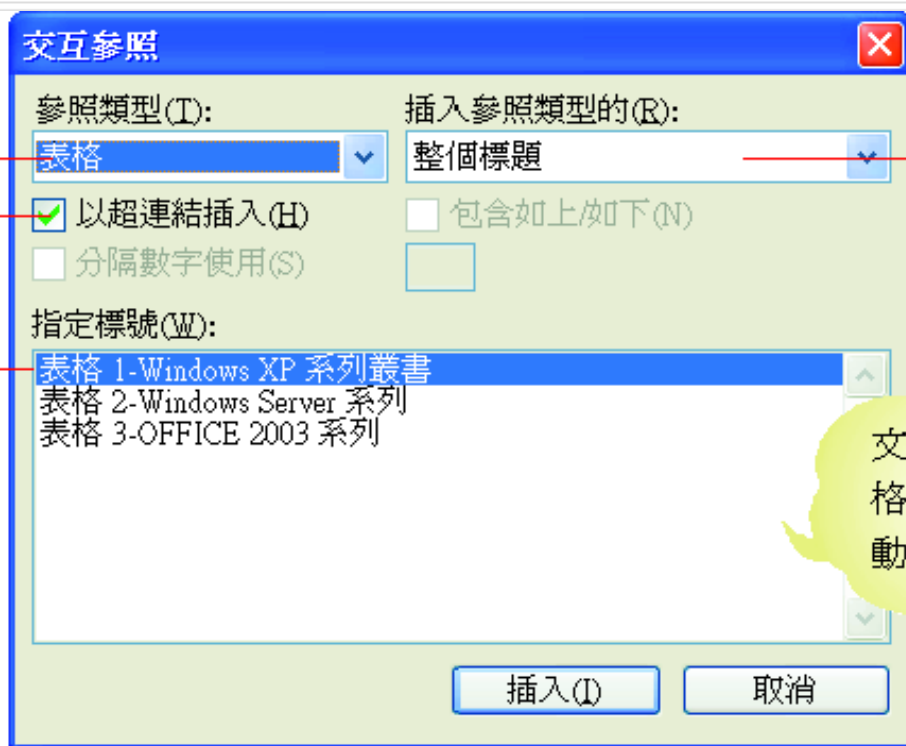 交互參照
參照類型(T): 插入參照類型的(R):
表格 整個標題
以超連結插入(H) 包含如上/如下(N)
分隔數字使用(S)
指定標號(W):
表格 1-Windows XP 系列叢書
表格 2-Windows Server 系列
表格 3-OFFICE 2003 系列
交
格
動
插入(I) 取消